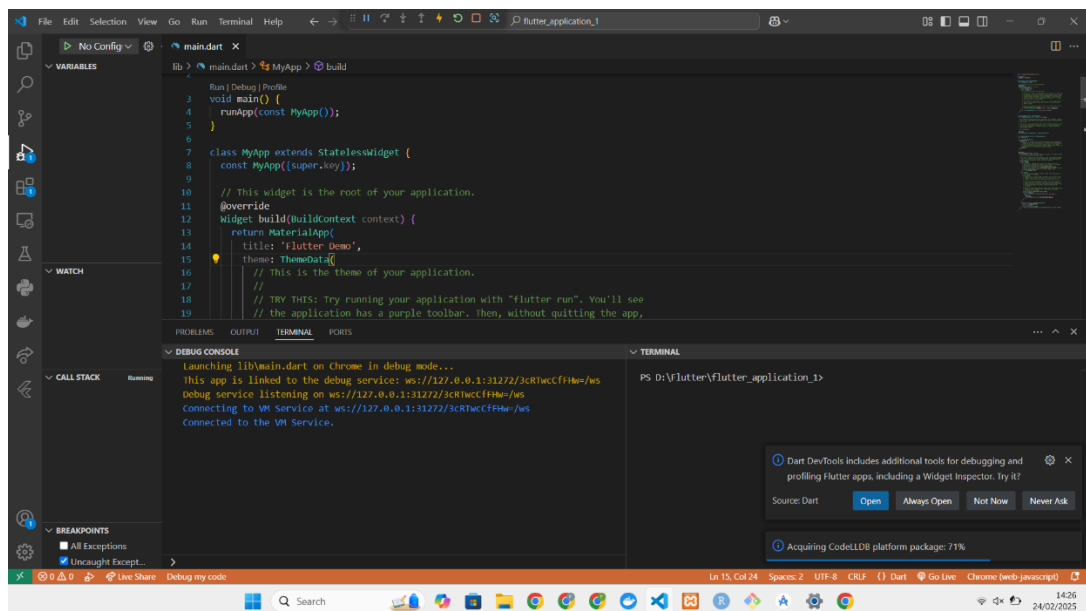 File Edit Selection View Go Run Terminal Help
flutter_application_1
No Config
main.dart
VARIABLES
lib > main.dart > MyApp > build
2
Run | Debug | Profile
3 void main() {
4 runApp(const MyApp());
5 }
6
7 class MyApp extends StatelessWidget {
8 const MyApp({super.key});
9
10 // This widget is the root of your application.
11 @override
12 Widget build(BuildContext context) {
13 return MaterialApp(
14 title: 'Flutter Demo',
15 theme: ThemeData(
16 // This is the theme of your application.
17 //
18 // TRY THIS: Try running your application with "flutter run". You'll see
19 // the application has a purple toolbar. Then, without quitting the app,
WATCH
CALL STACK Running
BREAKPOINTS
All Exceptions
Uncaught Except...
PROBLEMS OUTPUT TERMINAL PORTS
DEBUG CONSOLE
Launching lib\main.dart on Chrome in debug mode...
This app is linked to the debug service: ws://127.0.0.1:31272/3cRTwcCfFHw=/ws
Debug service listening on ws://127.0.0.1:31272/3cRTwcCfFHw=/ws
Connecting to VM Service at ws://127.0.0.1:31272/3cRTwcCfFHw=/ws
Connected to the VM Service.
>
TERMINAL
PS D:\Flutter\flutter_application_1>
Dart DevTools includes additional tools for debugging and
profiling Flutter apps, including a Widget Inspector. Try it?
Source: Dart Open Always Open Not Now Never Ask
Acquiring CodeLLDB platform package: 71%
0 0 Live Share Debug my code Ln 15, Col 24 Spaces: 2 UTF-8 CRLF {} Dart Go Live Chrome (web-javascript)
Search
14:26
24/02/2025